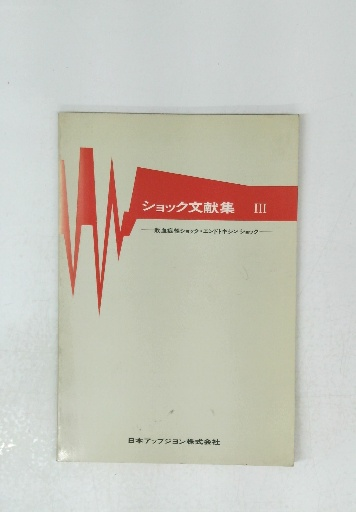 ショック文献集 III
——敗血症性ショック・エンドトキシンショック——
日本アップジョン株式会社